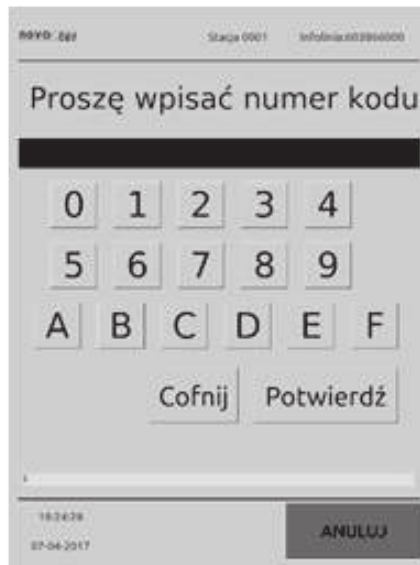 Stacja 0001
Proszę wpisać numer kodu
0 1 2 3 4
5 6 7 8 9
A B C D E F
Cofnij Potwierdź
07-04-2017
ANULUJ